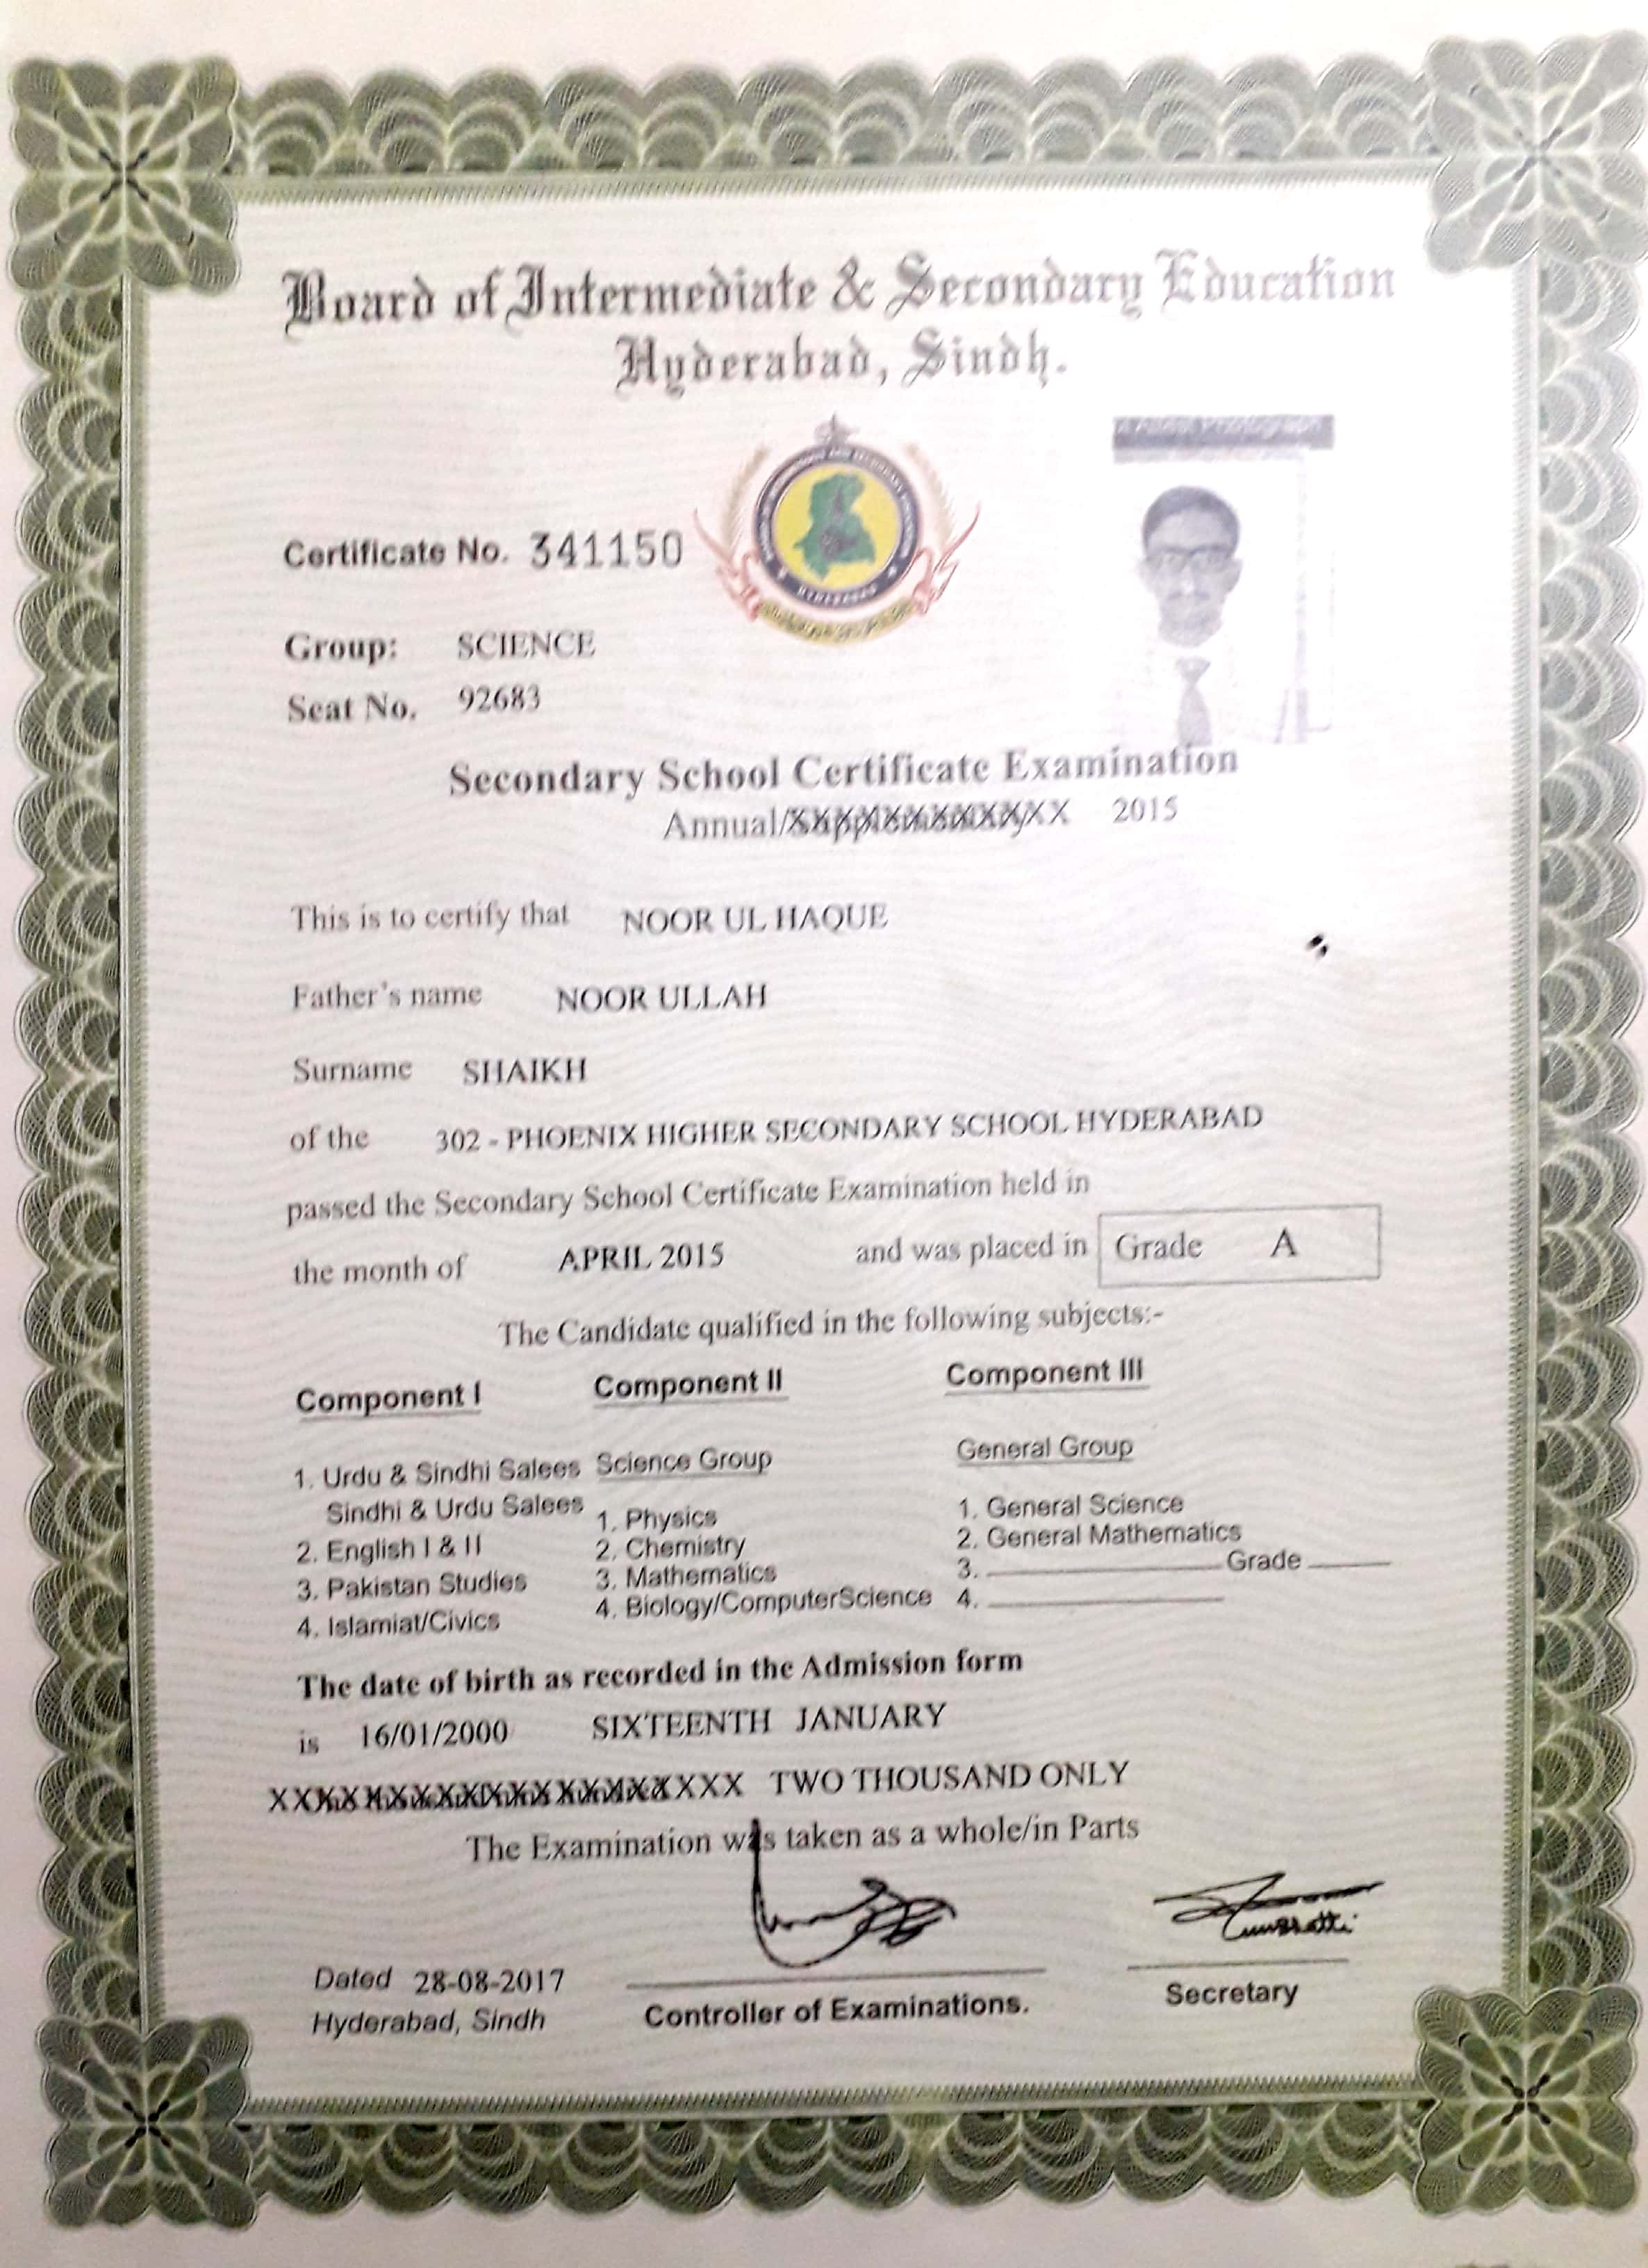 Board of Intermediate & Secondary Education
Hyderabad, Sindh.
Certificate No. 341150
Group: SCIENCE
Seat No. 92683
Secondary School Certificate Examination
Annual/XXXXXXXXXXXXX 2015
This is to certify that NOOR UL HAQUE
Father's name NOOR ULLAH
Surname SHAIKH
of the 302 - PHOENIX HIGHER SECONDARY SCHOOL HYDERABAD
passed the Secondary School Certificate Examination held in
the month of APRIL 2015 and was placed in Grade A
The Candidate qualified in the following subjects:-
Component I Component II Component III
1. Urdu & Sindhi Salees Science Group General Group
Sindhi & Urdu Salees 1. Physics 1. General Science
2. English I & II 2. Chemistry 2. General Mathematics
3. Pakistan Studies 3. Mathematics 3. Grade
4. Islamiat/Civics 4. Biology/ComputerScience 4.
The date of birth as recorded in the Admission form
is 16/01/2000 SIXTEENTH JANUARY
TWO THOUSAND ONLY
The Examination was taken as a whole/in Parts
Dated 28-08-2017
Hyderabad, Sindh
Controller of Examinations.
Secretary